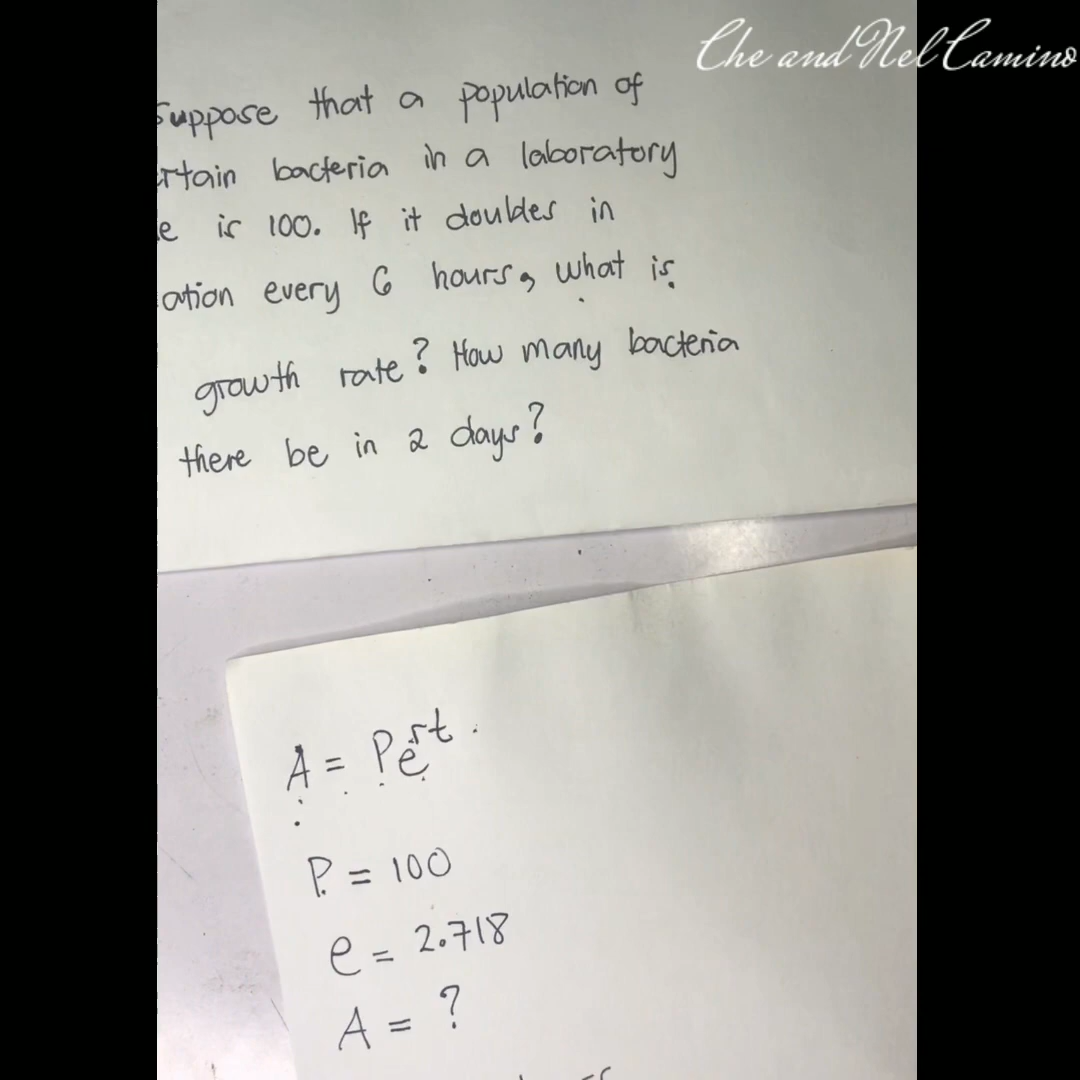 Che and Nel Camino
Suppose that a population of
rtain bacteria in a laboratory
e is 100. If it doubles in
ation every 6 hours, what is
growth rate? How many bacteria
there be in 2 days?
A = Pe^rt.
P = 100
e = 2.718
A = ?